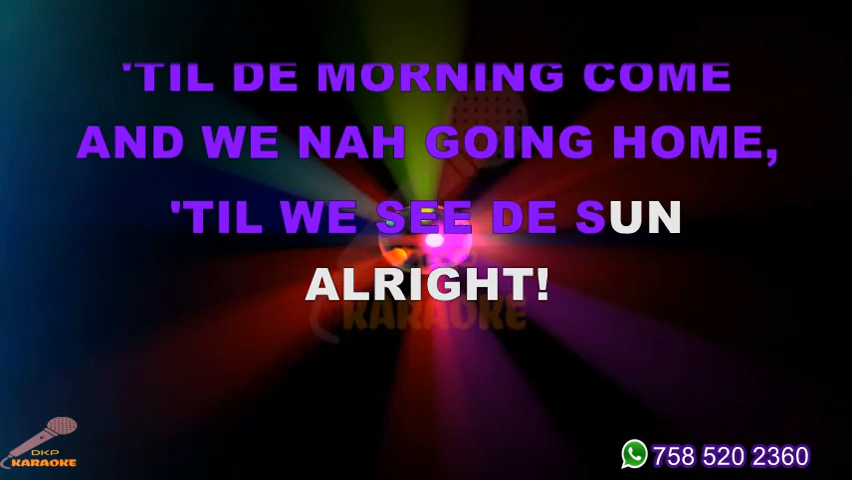 'TIL DE MORNING COME
AND WE NAH GOING HOME,
'TIL WE SEE DE SUN
ALRIGHT!
KARAOKE
DKP
KARAOKE
758 520 2360